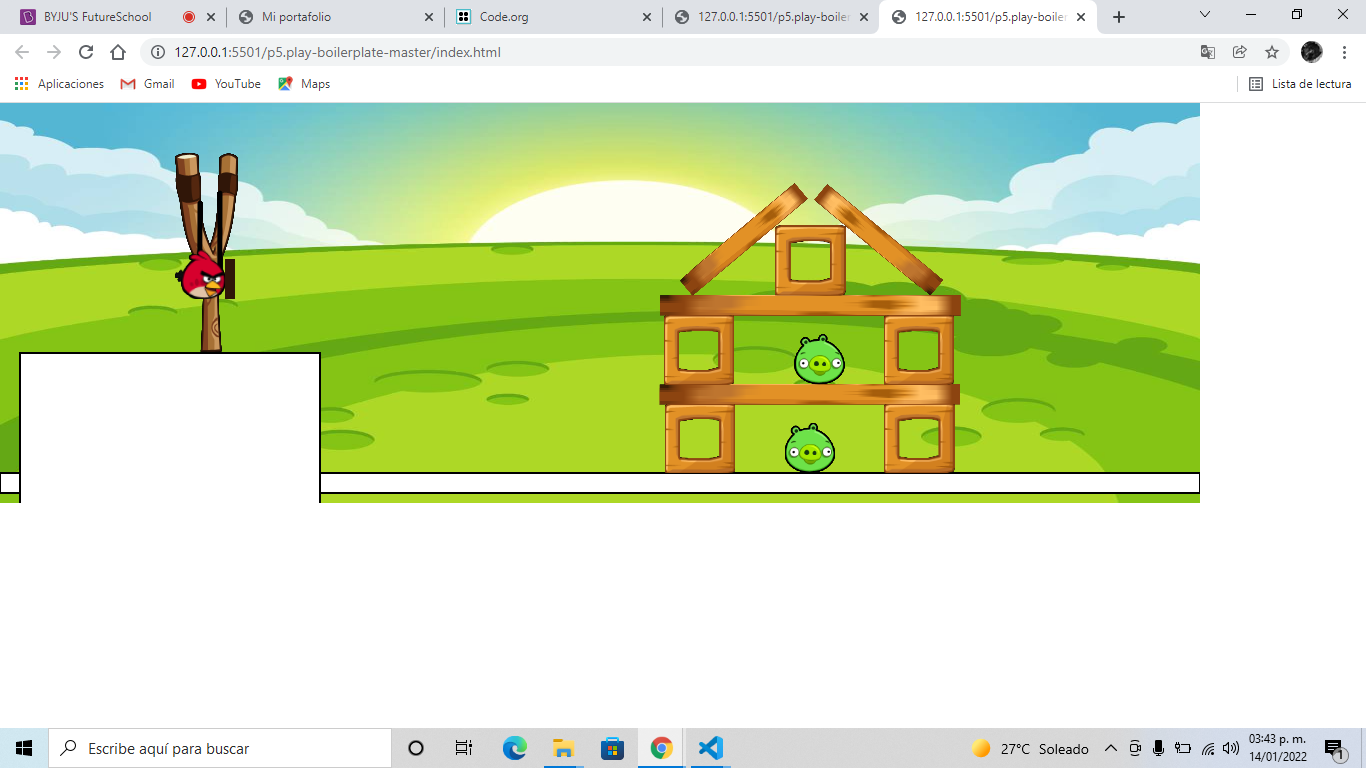 BYJU'S FutureSchool
Mi portafolio
Code.org
127.0.0.1:5501/p5.play-boiler
127.0.0.1:5501/p5.play-boiler
127.0.0.1:5501/p5.play-boilerplate-master/index.html
Aplicaciones
Gmail
YouTube
Maps
Lista de lectura
Escribe aquí para buscar
27°C Soleado
03:43 p. m.
14/01/2022
1